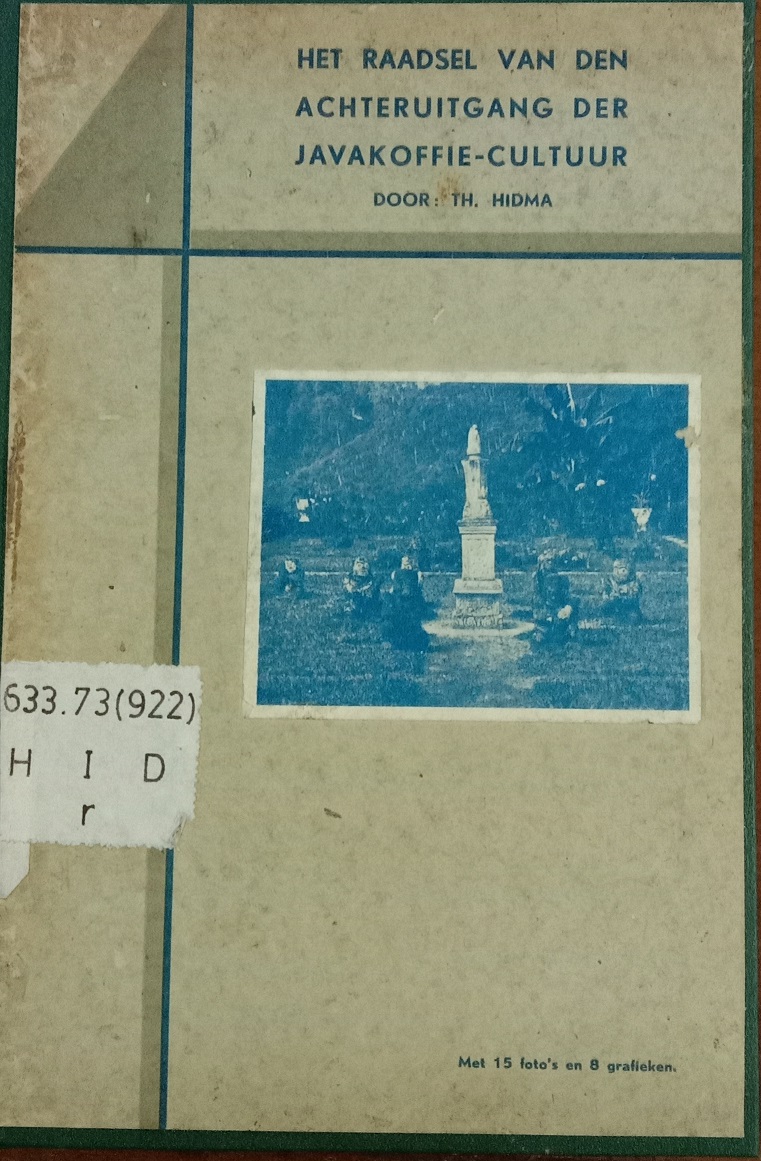 HET RAADSEL VAN DEN
ACHTERUITGANG DER
JAVAKOFFIE-CULTUUR
DOOR: TH. HIDMA
633.73(922)
H I D
r
Met 15 foto's en 8 grafieken.